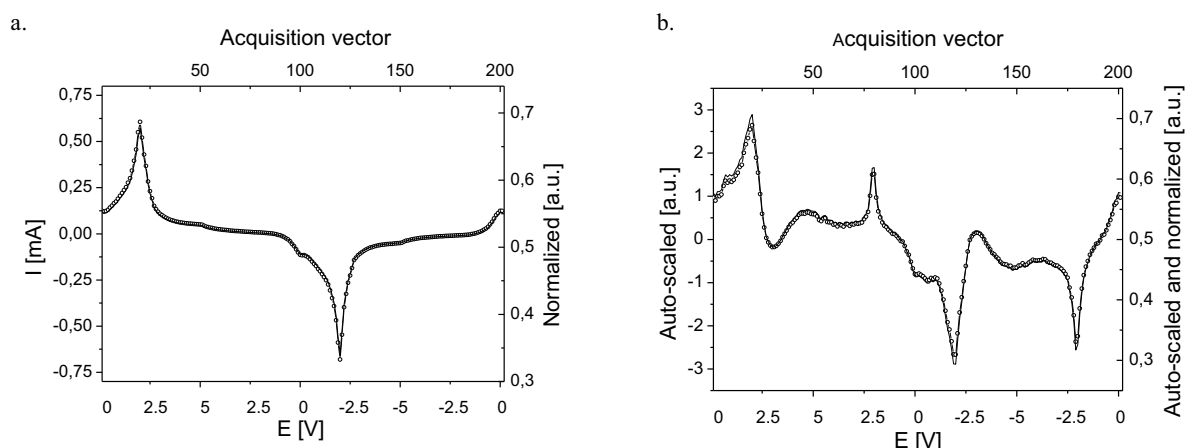 a.
Acquisition vector
50 100 150 200
0,75
0,50
0,25
0,00
-0,25
-0,50
-0,75
I [mA]
0,7
0,6
0,5
0,4
0,3
Normalized [a.u.]
0 2.5 5 2.5 0 -2.5 -5 -2.5 0
E [V]
b.
Acquisition vector
50 100 150 200
3
2
1
0
-1
-2
-3
Auto-scaled [a.u.]
0,7
0,6
0,5
0,4
0,3
Auto-scaled and normalized [a.u.]
0 2.5 5 2.5 0 -2.5 -5 -2.5 0
E [V]